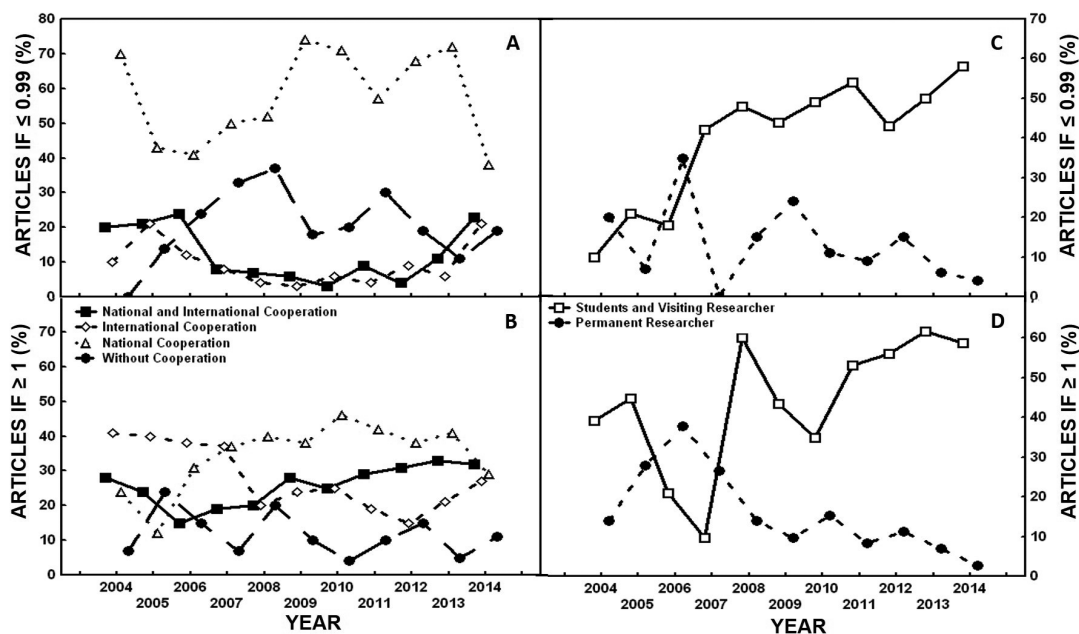 A
ARTICLES IF ≤ 0.99 (%)
80
70
60
50
40
30
20
10
0
B
ARTICLES IF ≥ 1 (%)
70
60
50
40
30
20
10
0
National and International Cooperation
International Cooperation
National Cooperation
Without Cooperation
2004 2006 2007 2008 2010 2011 2012 2014
2005 2009 2013
YEAR
C
ARTICLES IF ≤ 0.99 (%)
70
60
50
40
30
20
10
0
D
ARTICLES IF ≥ 1 (%)
60
50
40
30
20
10
0
Students and Visiting Researcher
Permanent Researcher
2004 2006 2008 2010 2012 2014
2005 2007 2009 2011 2013
YEAR